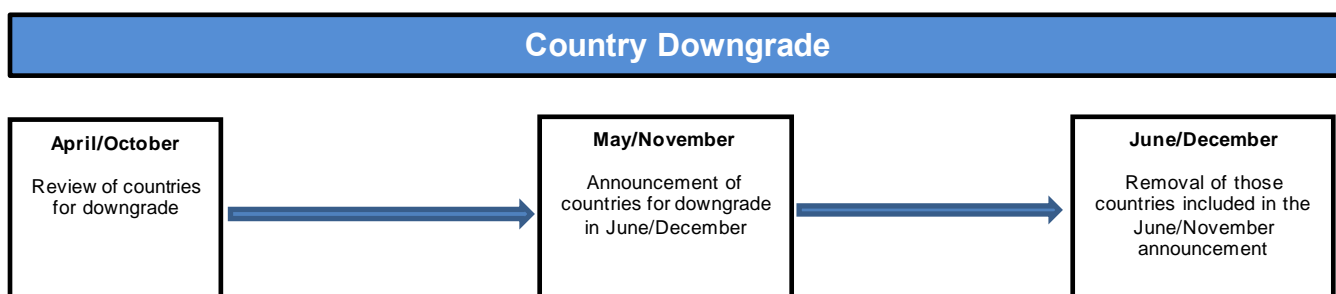 Country Downgrade
April/October
Review of countries
for downgrade
May/November
Announcement of
countries for downgrade
in June/December
June/December
Removal of those
countries included in the
June/November
announcement